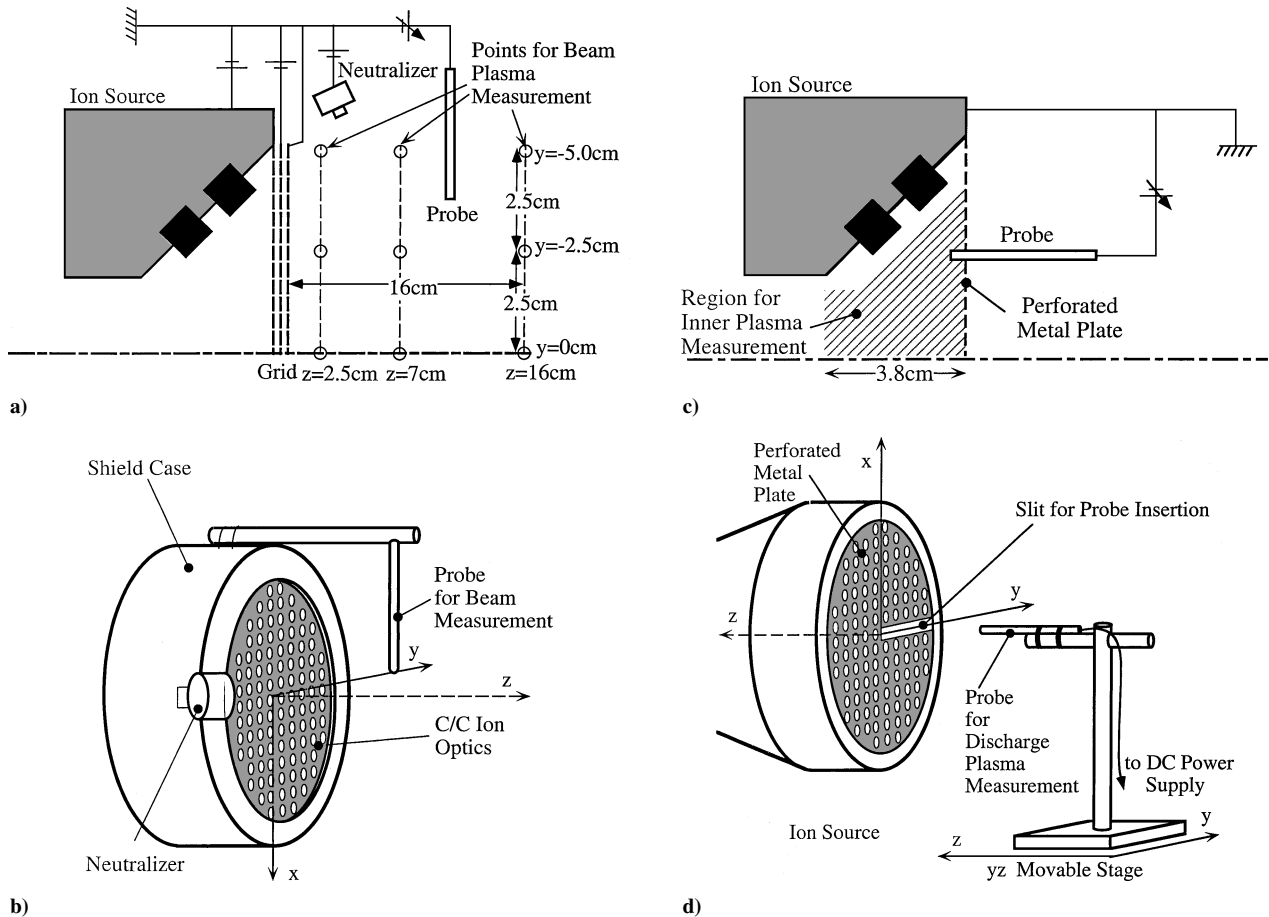 Ion Source
Neutralizer
Points for Beam
Plasma
Measurement
y=-5.0cm
2.5cm
Probe
y=-2.5cm
16cm
2.5cm
y=0cm
Grid
z=2.5cm
z=7cm
z=16cm
a)
Ion Source
Probe
Region for
Inner Plasma
Measurement
Perforated
Metal Plate
3.8cm
c)
Shield Case
Probe
for Beam
Measurement
y
z
C/C Ion
Optics
Neutralizer
x
b)
Perforated
Metal
Plate
x
Slit for Probe Insertion
y
z
Probe
for
Discharge
Plasma
Measurement
to DC Power
Supply
Ion Source
y
z
yz Movable Stage
d)